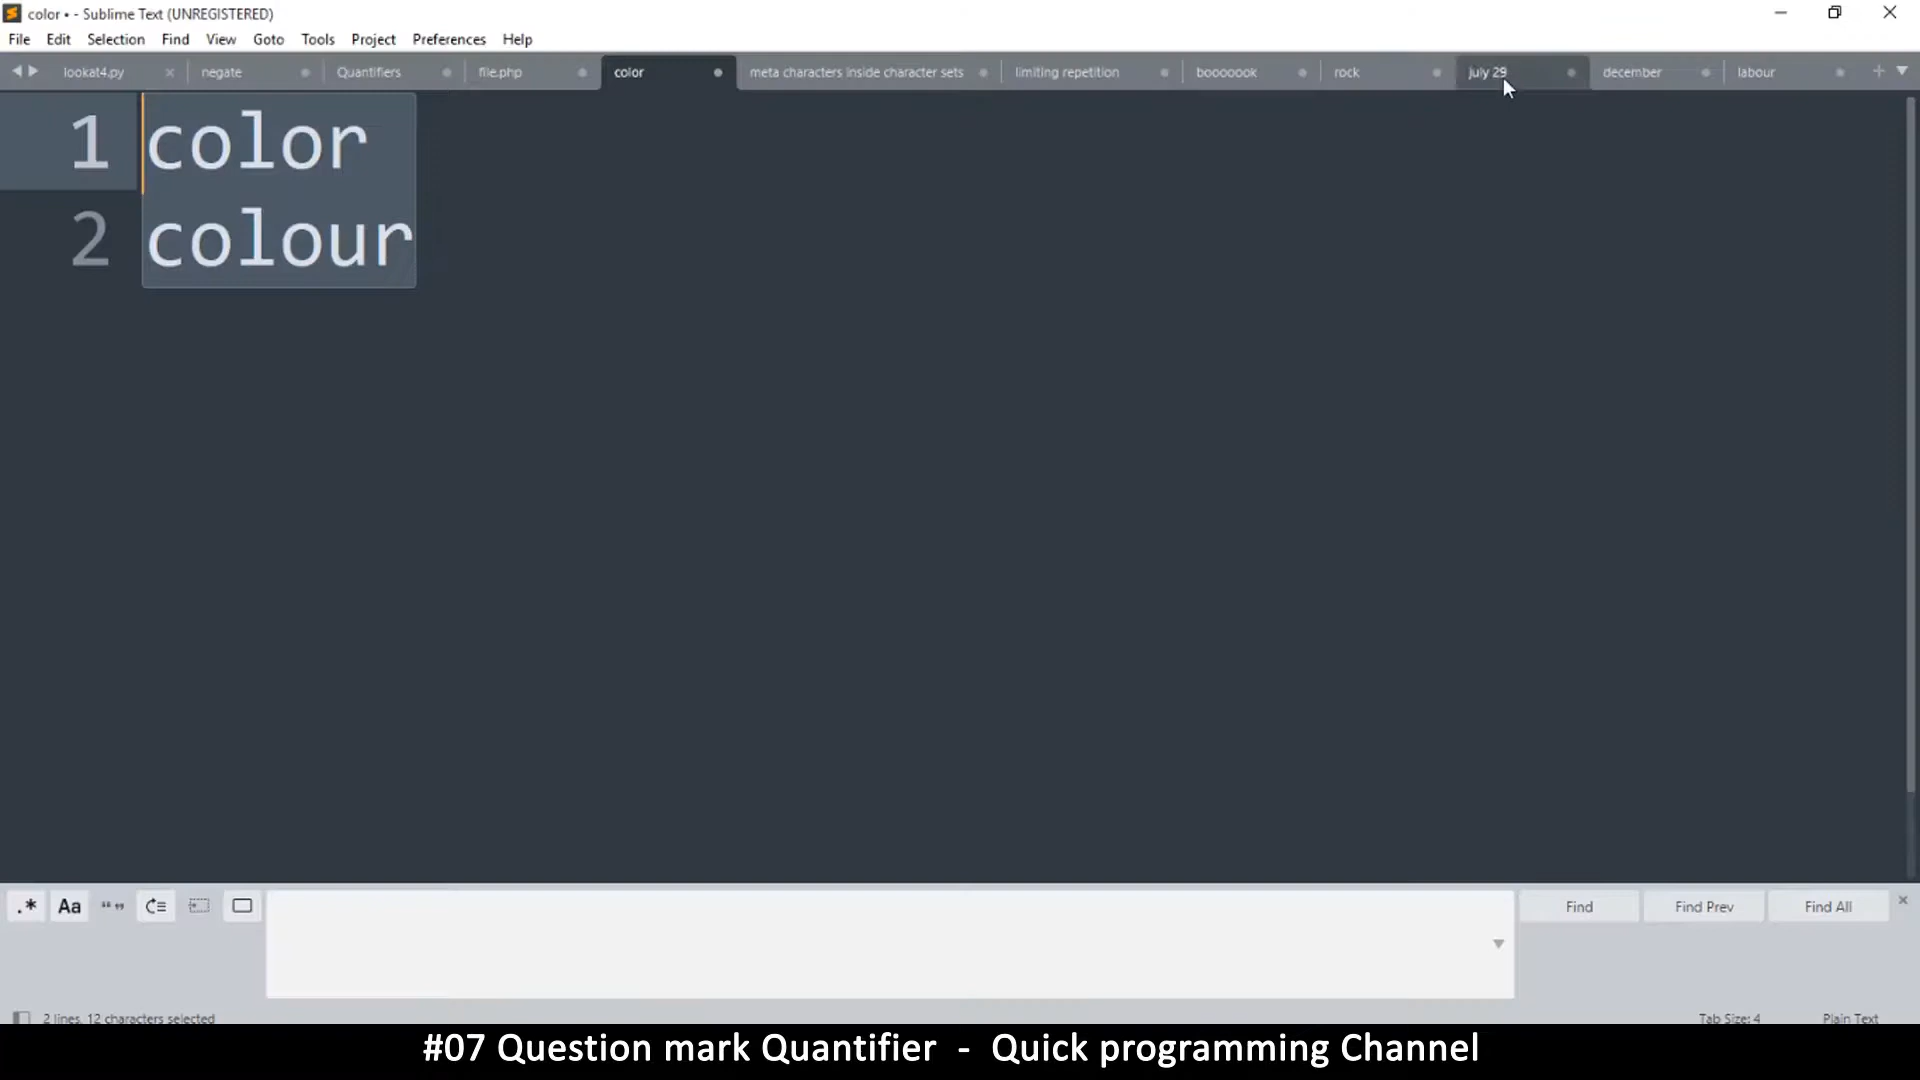 color • - Sublime Text (UNREGISTERED)
File Edit Selection Find View Goto Tools Project Preferences Help
lookat4.py negate Quantifiers file.php color meta characters inside character sets limiting repetition booooook rock july 29 december labour
1 color
2 colour
.* Aa “” Find Find Prev Find All
2 lines, 12 characters selected Tab Size: 4 Plain Text
#07 Question mark Quantifier - Quick programming Channel